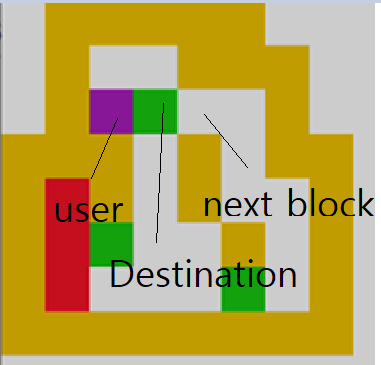 user
next block
Destination